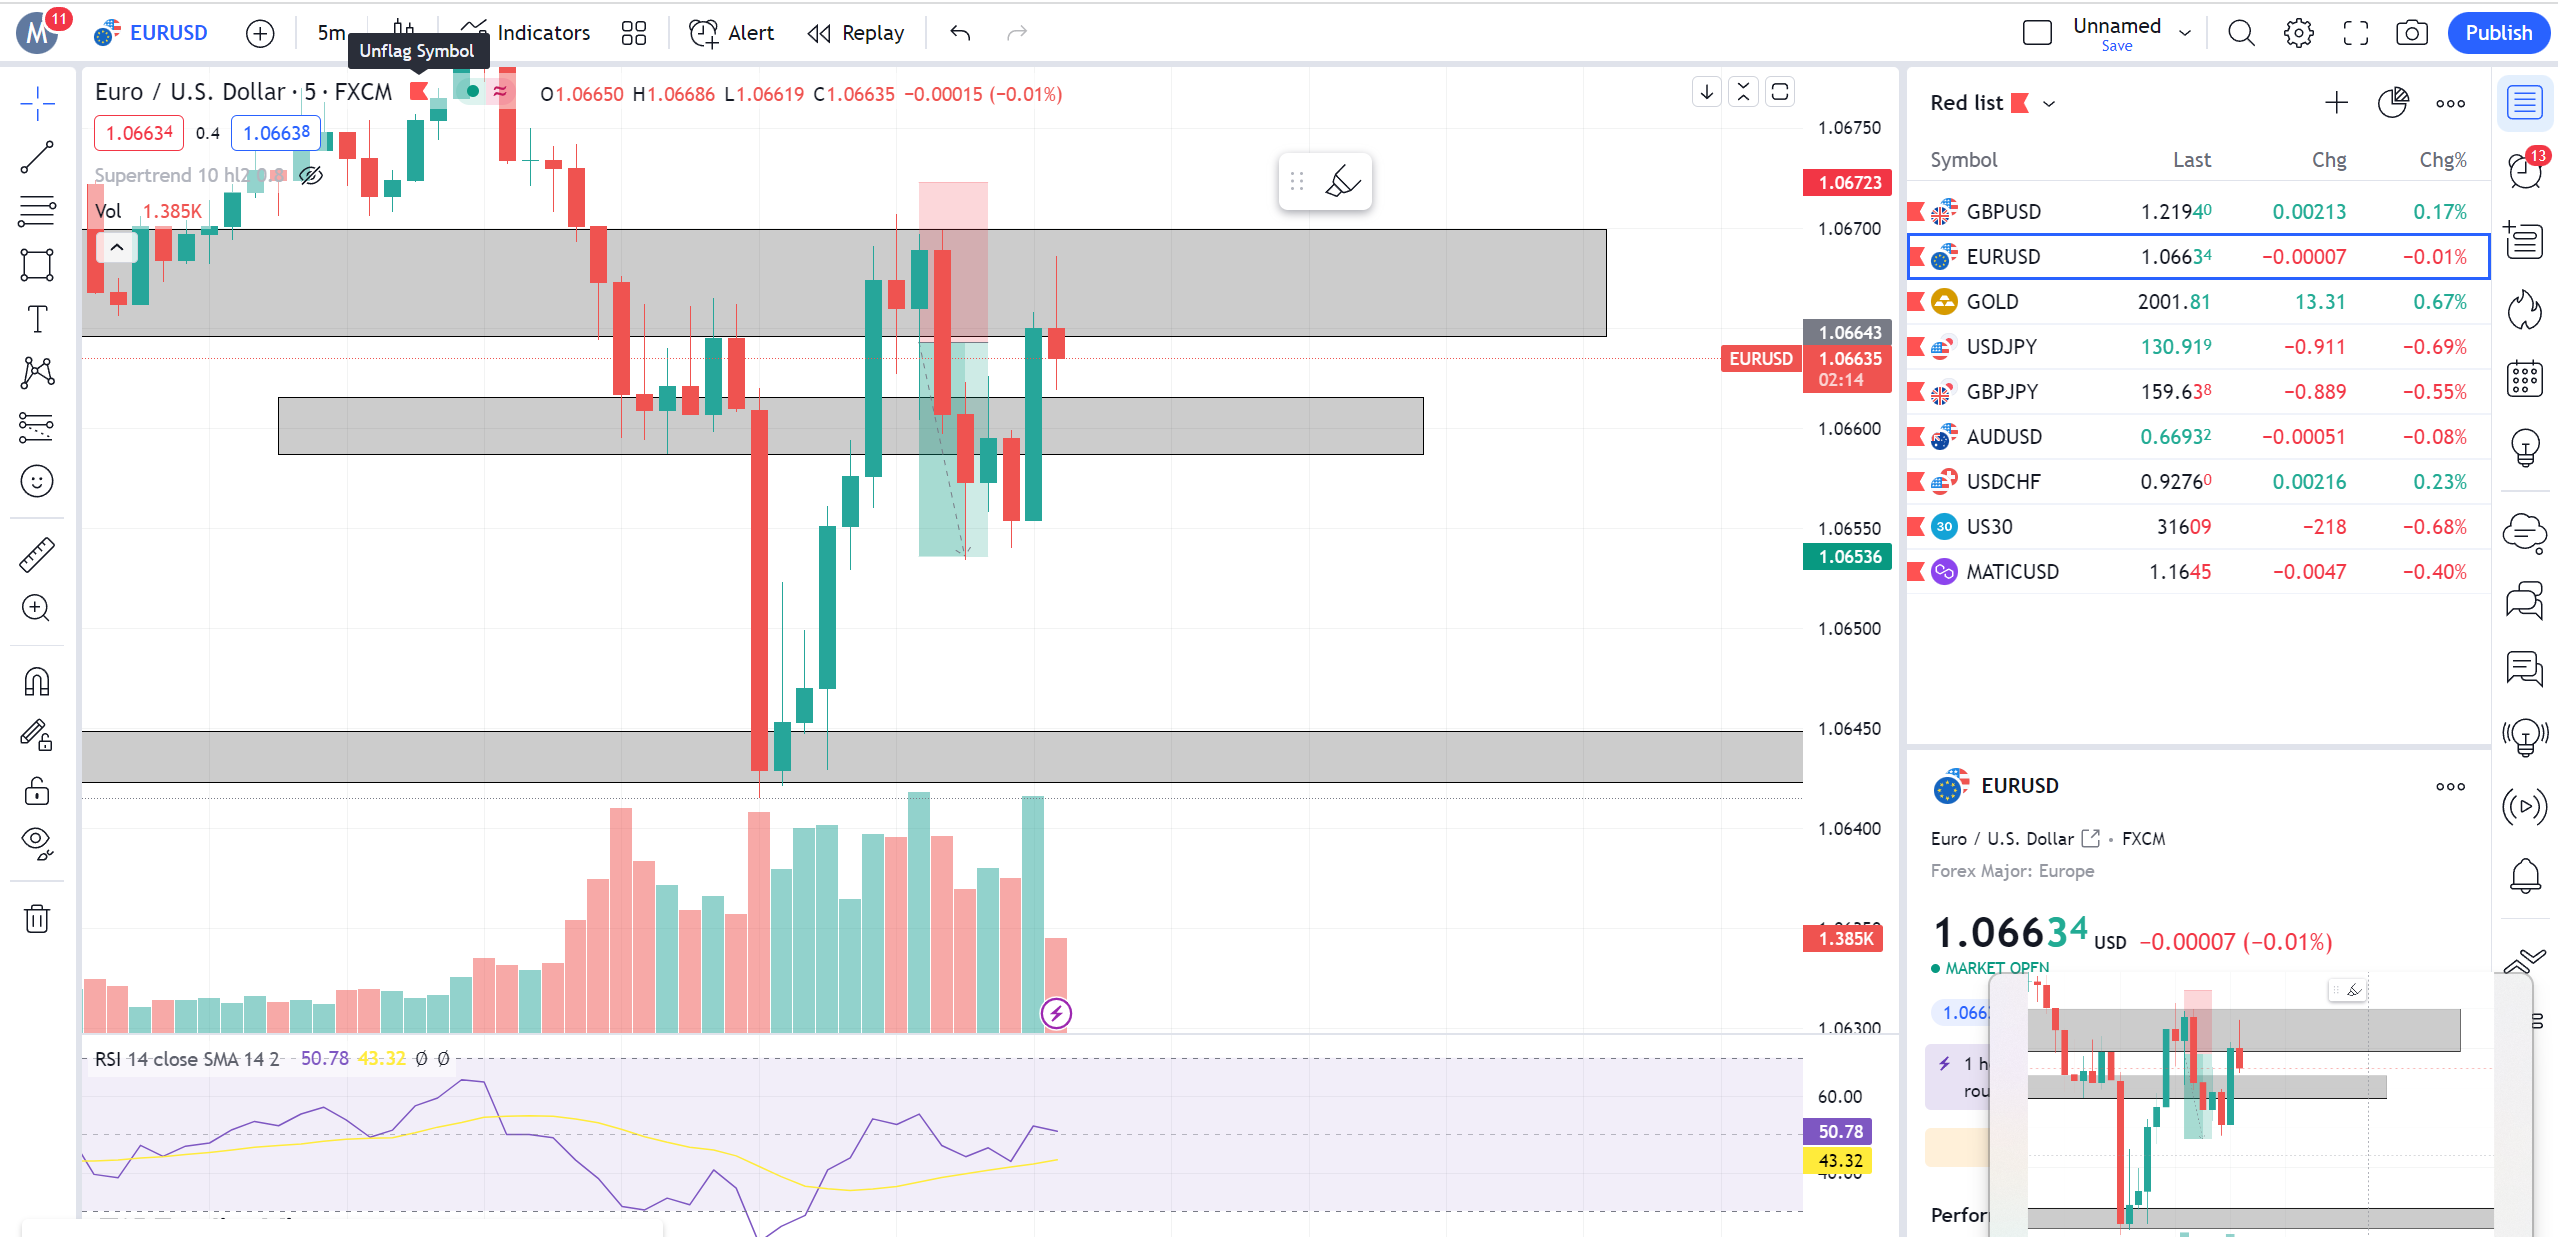 M 11 EURUSD 5m Indicators Alert Replay Unnamed Publish
Save
Unflag Symbol
Euro / U.S. Dollar · 5 · FXCM O1.06650 H1.06686 L1.06619 C1.06635 −0.00015 (−0.01%)
1.06634 0.4 1.06638
Supertrend 10 hl2 0.8
Vol 1.385K
1.06750
1.06723
1.06700
1.06643
EURUSD 1.06635
02:14
1.06600
1.06550
1.06536
1.06500
1.06450
1.06400
1.385K
1.06300
RSI 14 close SMA 14 2 50.78 43.32 Ø Ø
60.00
50.78
43.32
Red list
Symbol Last Chg Chg%
GBPUSD 1.21940 0.00213 0.17%
EURUSD 1.06634 −0.00007 −0.01%
GOLD 2001.81 13.31 0.67%
USDJPY 130.919 −0.911 −0.69%
GBPJPY 159.638 −0.889 −0.55%
AUDUSD 0.66932 −0.00051 −0.08%
USDCHF 0.92760 0.00216 0.23%
30 US30 31609 −218 −0.68%
MATICUSD 1.1645 −0.0047 −0.40%
13
EURUSD
Euro / U.S. Dollar • FXCM
Forex Major: Europe
1.06634 USD −0.00007 (−0.01%)
MARKET OPEN
1.066
1 h
rou
Perfor